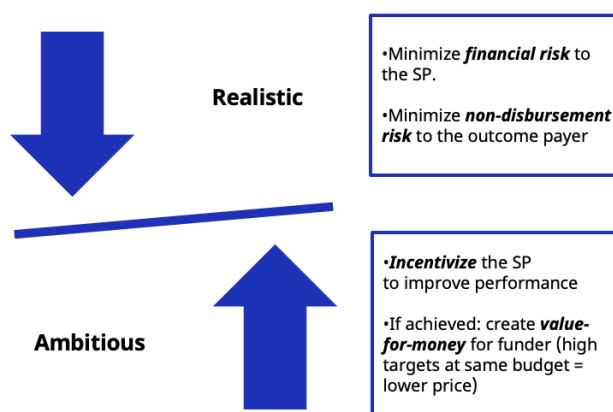 Realistic
•Minimize financial risk to
the SP.
•Minimize non-disbursement
risk to the outcome payer
Ambitious
•Incentivize the SP
to improve performance
•If achieved: create value-
for-money for funder (high
targets at same budget =
lower price)